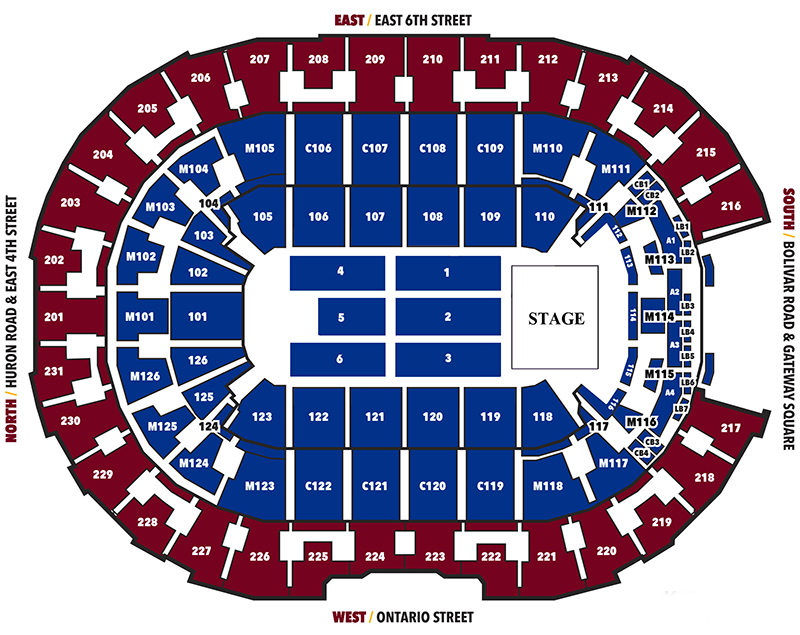 EAST / EAST 6TH STREET
207 208 209 210 211 212
206 213
205 214
204 215
203 216
202
201
231
230
229
228
227
M105 C106 C107 C108 C109 M110
M104 M111
M103 104 111 CB1 CB2 M112
105 106 107 108 109 110
103 112 LB1
M102 A1 LB2
102 113 M113
4 1
A2
LB3
M101 101 5 2 STAGE 114 M114
LB4
A3
LB5
126 6 3 115 M115
M126 LB6
125 A4
116 LB7
M125 124 123 122 121 120 119 118 117 M116
CB3
M124 CB4
M123 C122 C121 C120 C119 M118 M117
217
218
219
220
226 225 224 223 222 221
WEST / ONTARIO STREET
NORTH / HURON ROAD & EAST 4TH STREET
SOUTH / BOLIVAR ROAD & GATEWAY SQUARE